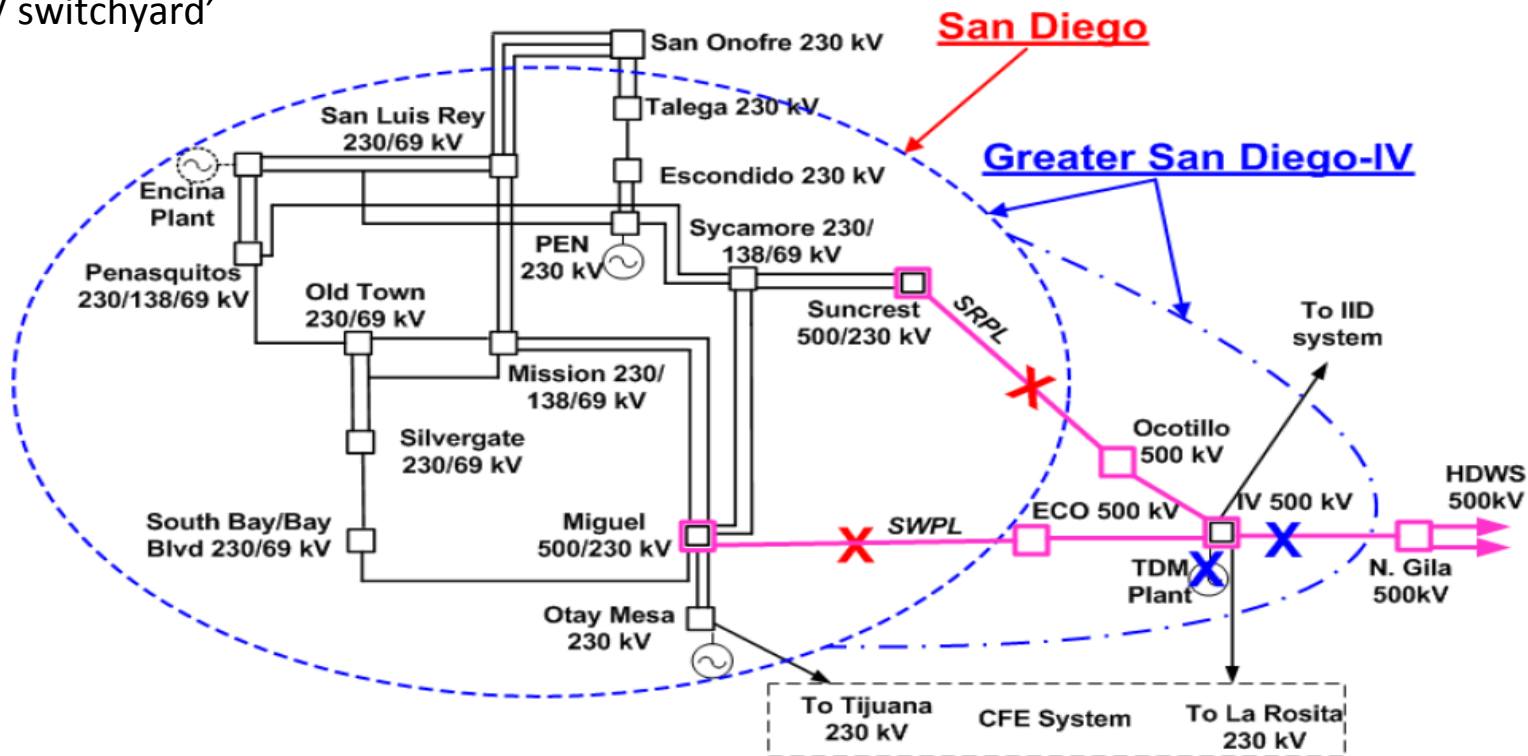 / switchyard’
San Diego
San Onofre 230 kV
Talega 230 kV
San Luis Rey
230/69 kV
Greater San Diego-IV
Escondido 230 kV
Encina
Plant
PEN
230 kV
Sycamore 230/
138/69 kV
Penasquitos
230/138/69 kV
Old Town
230/69 kV
Suncrest
500/230 kV
SRPL
To IID
system
Mission 230/
138/69 kV
Silvergate
230/69 kV
Ocotillo
500 kV
HDWS
500kV
South Bay/Bay
Blvd 230/69 kV
Miguel
500/230 kV
SWPL
ECO 500 kV
IV 500 kV
TDM
Plant
N. Gila
500kV
Otay Mesa
230 kV
To Tijuana
230 kV
CFE System
To La Rosita
230 kV